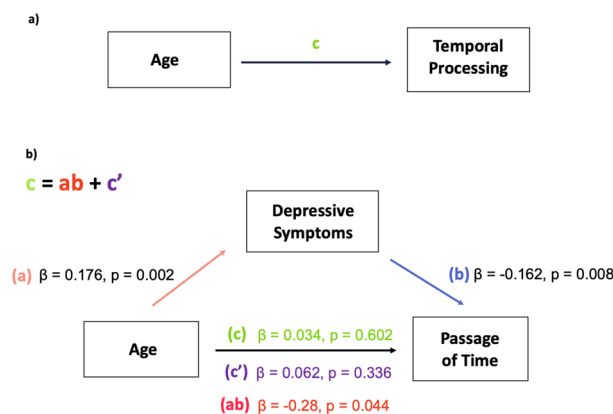 a)
Age
c
Temporal
Processing
b)
c = ab + c’
Depressive
Symptoms
(a) β = 0.176, p = 0.002
(b) β = -0.162, p = 0.008
Age
(c) β = 0.034, p = 0.602
Passage
of Time
(c’) β = 0.062, p = 0.336
(ab) β = -0.28, p = 0.044